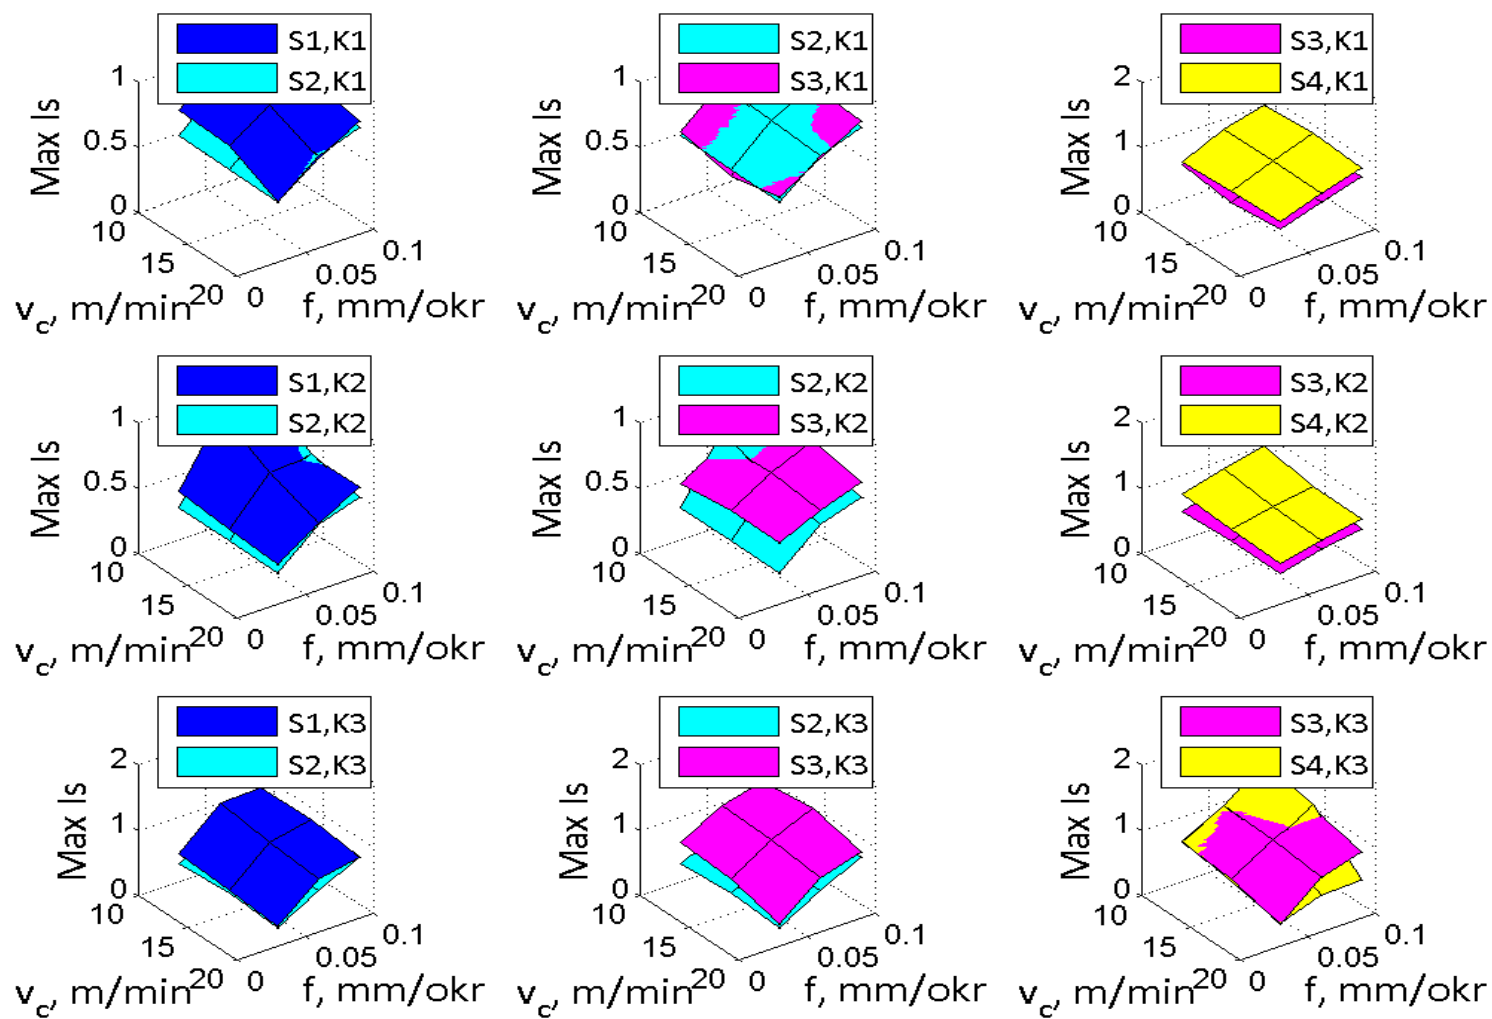 S1,K1
S2,K1
Max Is
1
0.5
0
10
15
20
0
0.05
0.1
v_c, m/min
f, mm/okr
S2,K1
S3,K1
Max Is
1
0.5
0
10
15
20
0
0.05
0.1
v_c, m/min
f, mm/okr
S3,K1
S4,K1
Max Is
2
1
0
10
15
20
0
0.05
0.1
v_c, m/min
f, mm/okr
S1,K2
S2,K2
Max Is
1
0.5
0
10
15
20
0
0.05
0.1
v_c, m/min
f, mm/okr
S2,K2
S3,K2
Max Is
1
0.5
0
10
15
20
0
0.05
0.1
v_c, m/min
f, mm/okr
S3,K2
S4,K2
Max Is
2
1
0
10
15
20
0
0.05
0.1
v_c, m/min
f, mm/okr
S1,K3
S2,K3
Max Is
2
1
0
10
15
20
0
0.05
0.1
v_c, m/min
f, mm/okr
S2,K3
S3,K3
Max Is
2
1
0
10
15
20
0
0.05
0.1
v_c, m/min
f, mm/okr
S3,K3
S4,K3
Max Is
2
1
0
10
15
20
0
0.05
0.1
v_c, m/min
f, mm/okr